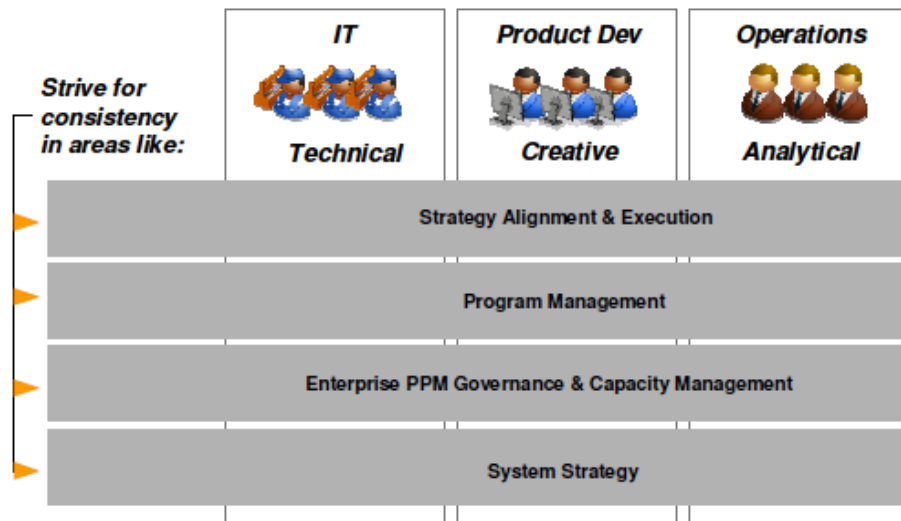 IT
Product Dev
Operations
Strive for
consistency
in areas like:
Technical
Creative
Analytical
Strategy Alignment & Execution
Program Management
Enterprise PPM Governance & Capacity Management
System Strategy